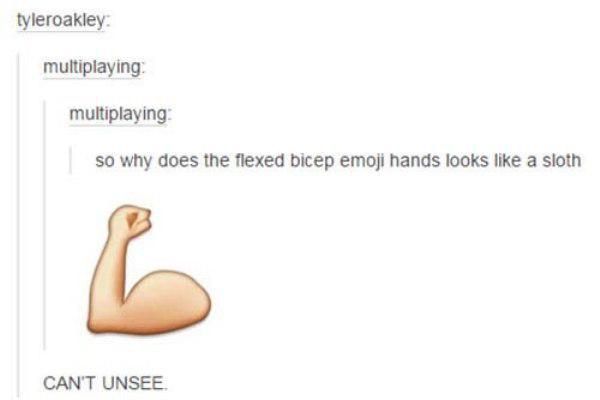 tyleroakley:
multiplaying:
multiplaying:
so why does the flexed bicep emoji hands looks like a sloth
CAN'T UNSEE.